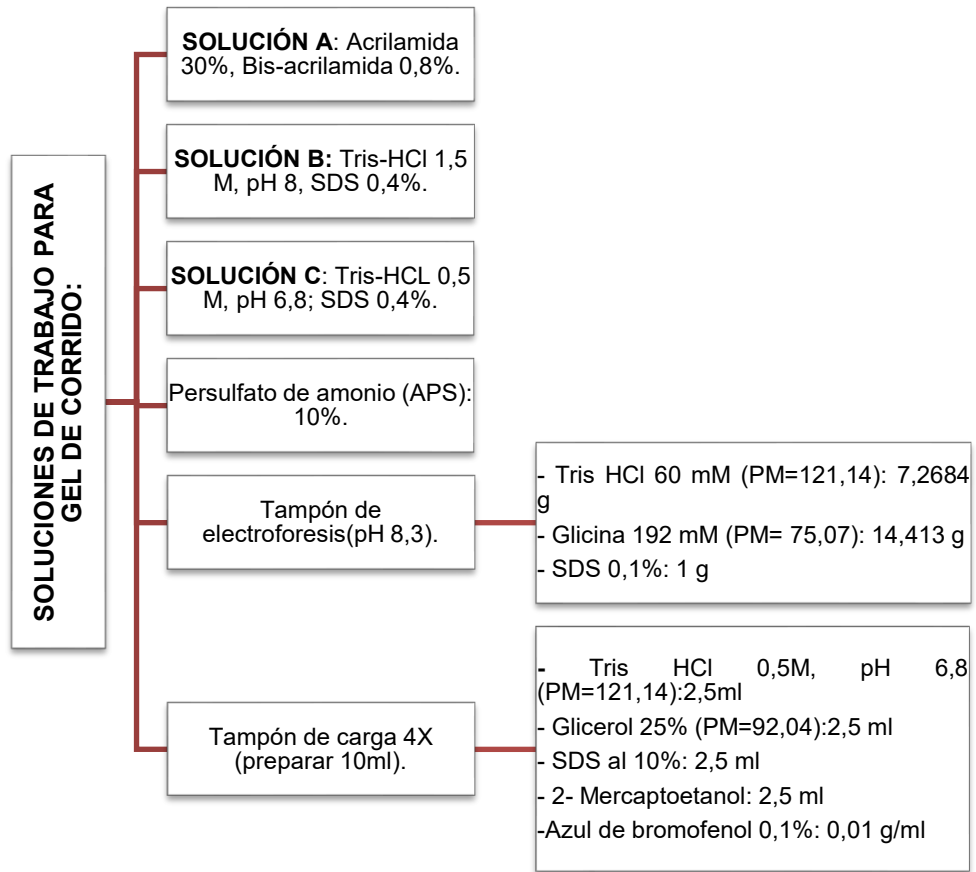 SOLUCIONES DE TRABAJO PARA
GEL DE CORRIDO:
SOLUCIÓN A: Acrilamida
30%, Bis-acrilamida 0,8%.
SOLUCIÓN B: Tris-HCl 1,5
M, pH 8, SDS 0,4%.
SOLUCIÓN C: Tris-HCL 0,5
M, pH 6,8; SDS 0,4%.
Persulfato de amonio (APS):
10%.
Tampón de
electroforesis(pH 8,3).
- Tris HCl 60 mM (PM=121,14): 7,2684
g
- Glicina 192 mM (PM= 75,07): 14,413 g
- SDS 0,1%: 1 g
Tampón de carga 4X
(preparar 10ml).
- Tris HCl 0,5M, pH 6,8
(PM=121,14):2,5ml
- Glicerol 25% (PM=92,04):2,5 ml
- SDS al 10%: 2,5 ml
- 2- Mercaptoetanol: 2,5 ml
-Azul de bromofenol 0,1%: 0,01 g/ml